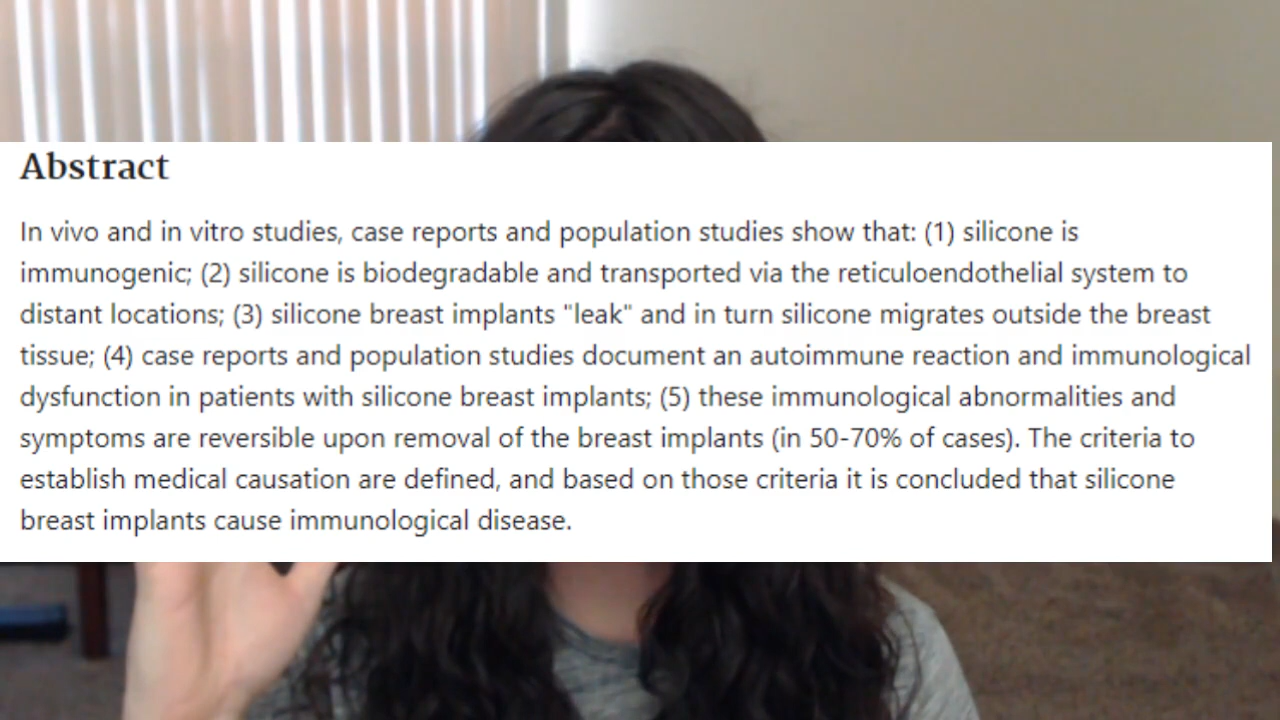 Abstract
In vivo and in vitro studies, case reports and population studies show that: (1) silicone is
immunogenic; (2) silicone is biodegradable and transported via the reticuloendothelial system to
distant locations; (3) silicone breast implants "leak" and in turn silicone migrates outside the breast
tissue; (4) case reports and population studies document an autoimmune reaction and immunological
dysfunction in patients with silicone breast implants; (5) these immunological abnormalities and
symptoms are reversible upon removal of the breast implants (in 50-70% of cases). The criteria to
establish medical causation are defined, and based on those criteria it is concluded that silicone
breast implants cause immunological disease.